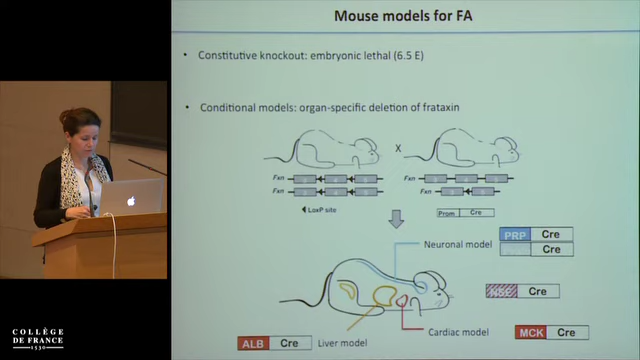 Mouse models for FA
• Constitutive knockout: embryonic lethal (6.5 E)
• Conditional models: organ-specific deletion of frataxin
X
Fxn
Fxn
Fxn
Fxn
LoxP site
Prom Cre
Neuronal model
PRP Cre
Cre
NSE Cre
Cardiac model
MCK Cre
ALB Cre
Liver model
COLLÈGE
DE FRANCE
1530